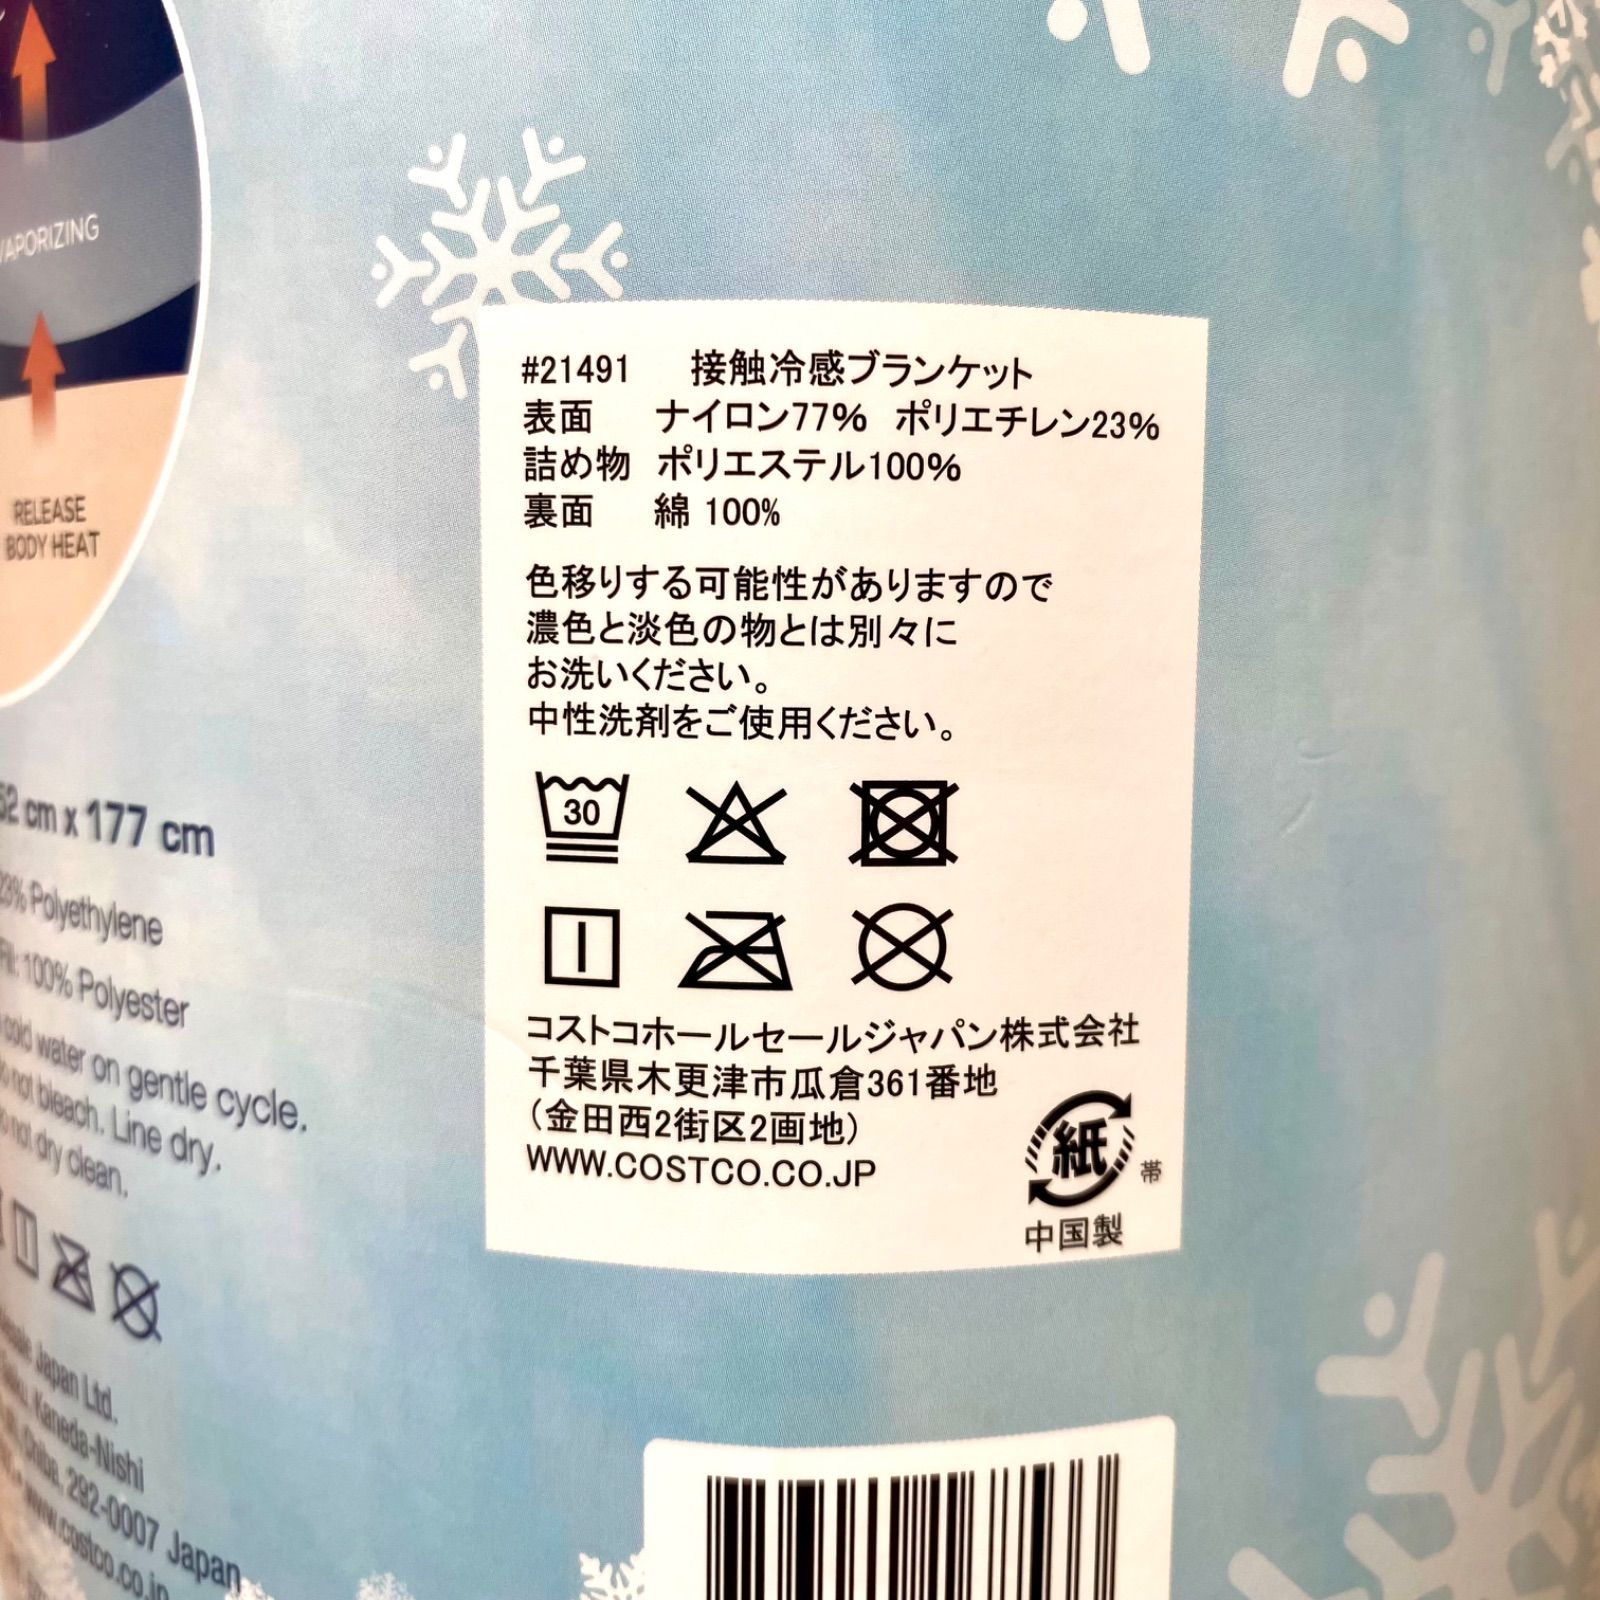 VAPORIZING
RELEASE
BODY HEAT
cm x 177 cm
23% Polyethylene
Fill: 100% Polyester
cold water on gentle cycle.
not bleach. Line dry.
not dry clean.
Japan Ltd.
Kaneda-Nishi
Chiba, 292-0007 Japan
www.costco.co.jp
#21491 接触冷感ブランケット
表面 ナイロン77% ポリエチレン23%
詰め物 ポリエステル100%
裏面 綿 100%
色移りする可能性がありますので
濃色と淡色の物とは別々に
お洗いください。
中性洗剤をご使用ください。
30
コストコホールセールジャパン株式会社
千葉県木更津市瓜倉361番地
（金田西2街区2画地）
WWW.COSTCO.CO.JP
紙
帯
中国製